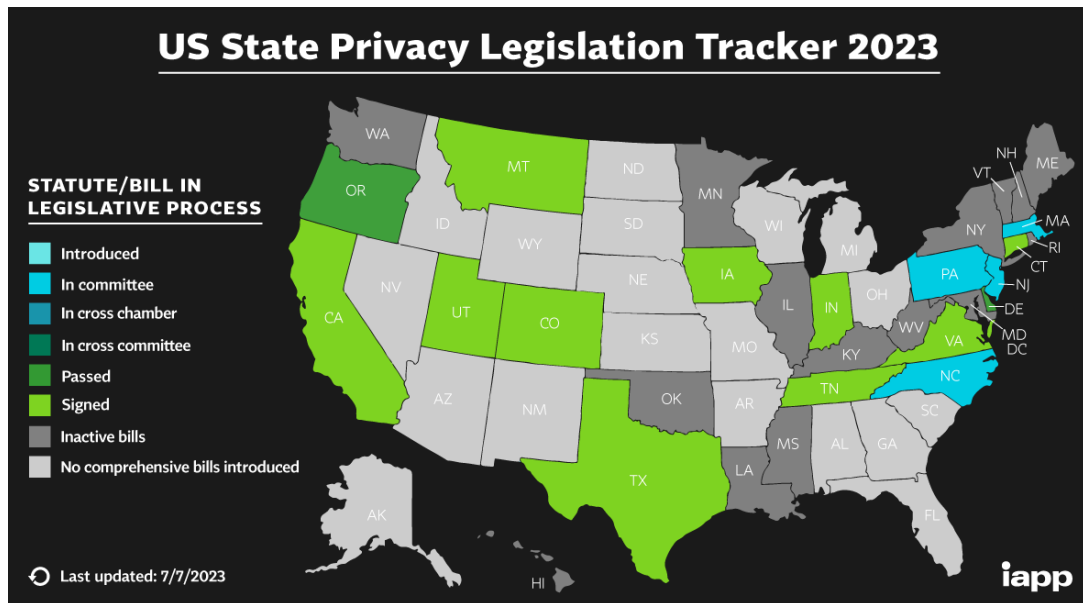 US State Privacy Legislation Tracker 2023
STATUTE/BILL IN
LEGISLATIVE PROCESS
Introduced
In committee
In cross chamber
In cross committee
Passed
Signed
Inactive bills
No comprehensive bills introduced
WA
OR
CA
MT
ID
NV
WY
UT
CO
AZ
NM
ND
SD
NE
KS
OK
TX
MN
IA
MO
AR
LA
WI
IL
MS
MI
IN
KY
TN
AL
OH
WV
VA
NC
SC
GA
FL
PA
NY
VT
NH
ME
MA
RI
CT
NJ
DE
MD
DC
AK
HI
Last updated: 7/7/2023
iapp